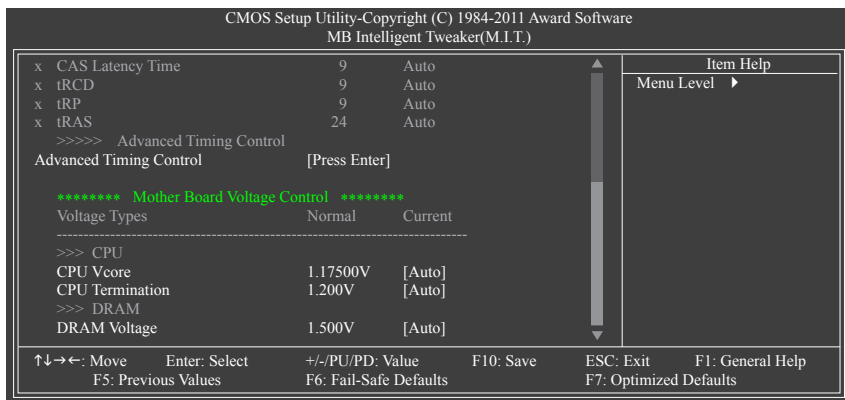 CMOS Setup Utility-Copyright (C) 1984-2011 Award Software
MB Intelligent Tweaker(M.I.T.)
x CAS Latency Time 9 Auto
x tRCD 9 Auto
x tRP 9 Auto
x tRAS 24 Auto
>>>>> Advanced Timing Control
Advanced Timing Control [Press Enter]
******** Mother Board Voltage Control ********
Voltage Types Normal Current
-----------------------------------------------------------------------------
>>> CPU
CPU Vcore 1.17500V [Auto]
CPU Termination 1.200V [Auto]
>>> DRAM
DRAM Voltage 1.500V [Auto]
Item Help
Menu Level ▶
↑↓→←: Move Enter: Select +/-/PU/PD: Value F10: Save ESC: Exit F1: General Help
F5: Previous Values F6: Fail-Safe Defaults F7: Optimized Defaults